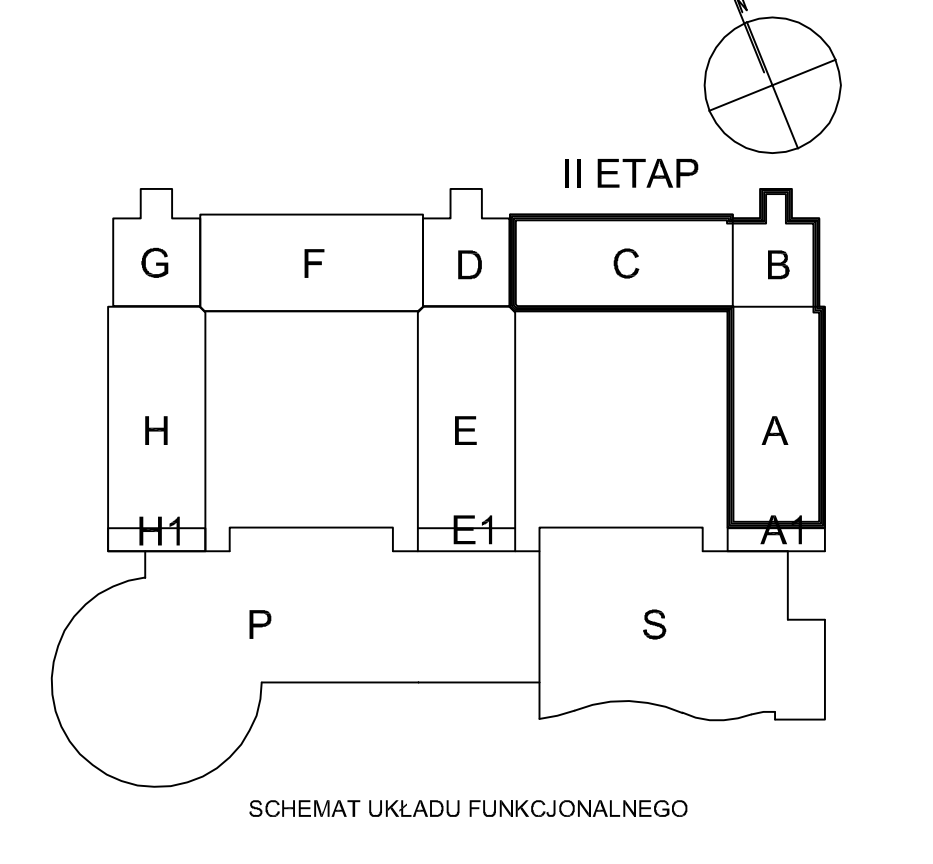 N
II ETAP
G F D C B
H E A
H1 E1 A1
P S
SCHEMAT UKŁADU FUNKCJONALNEGO